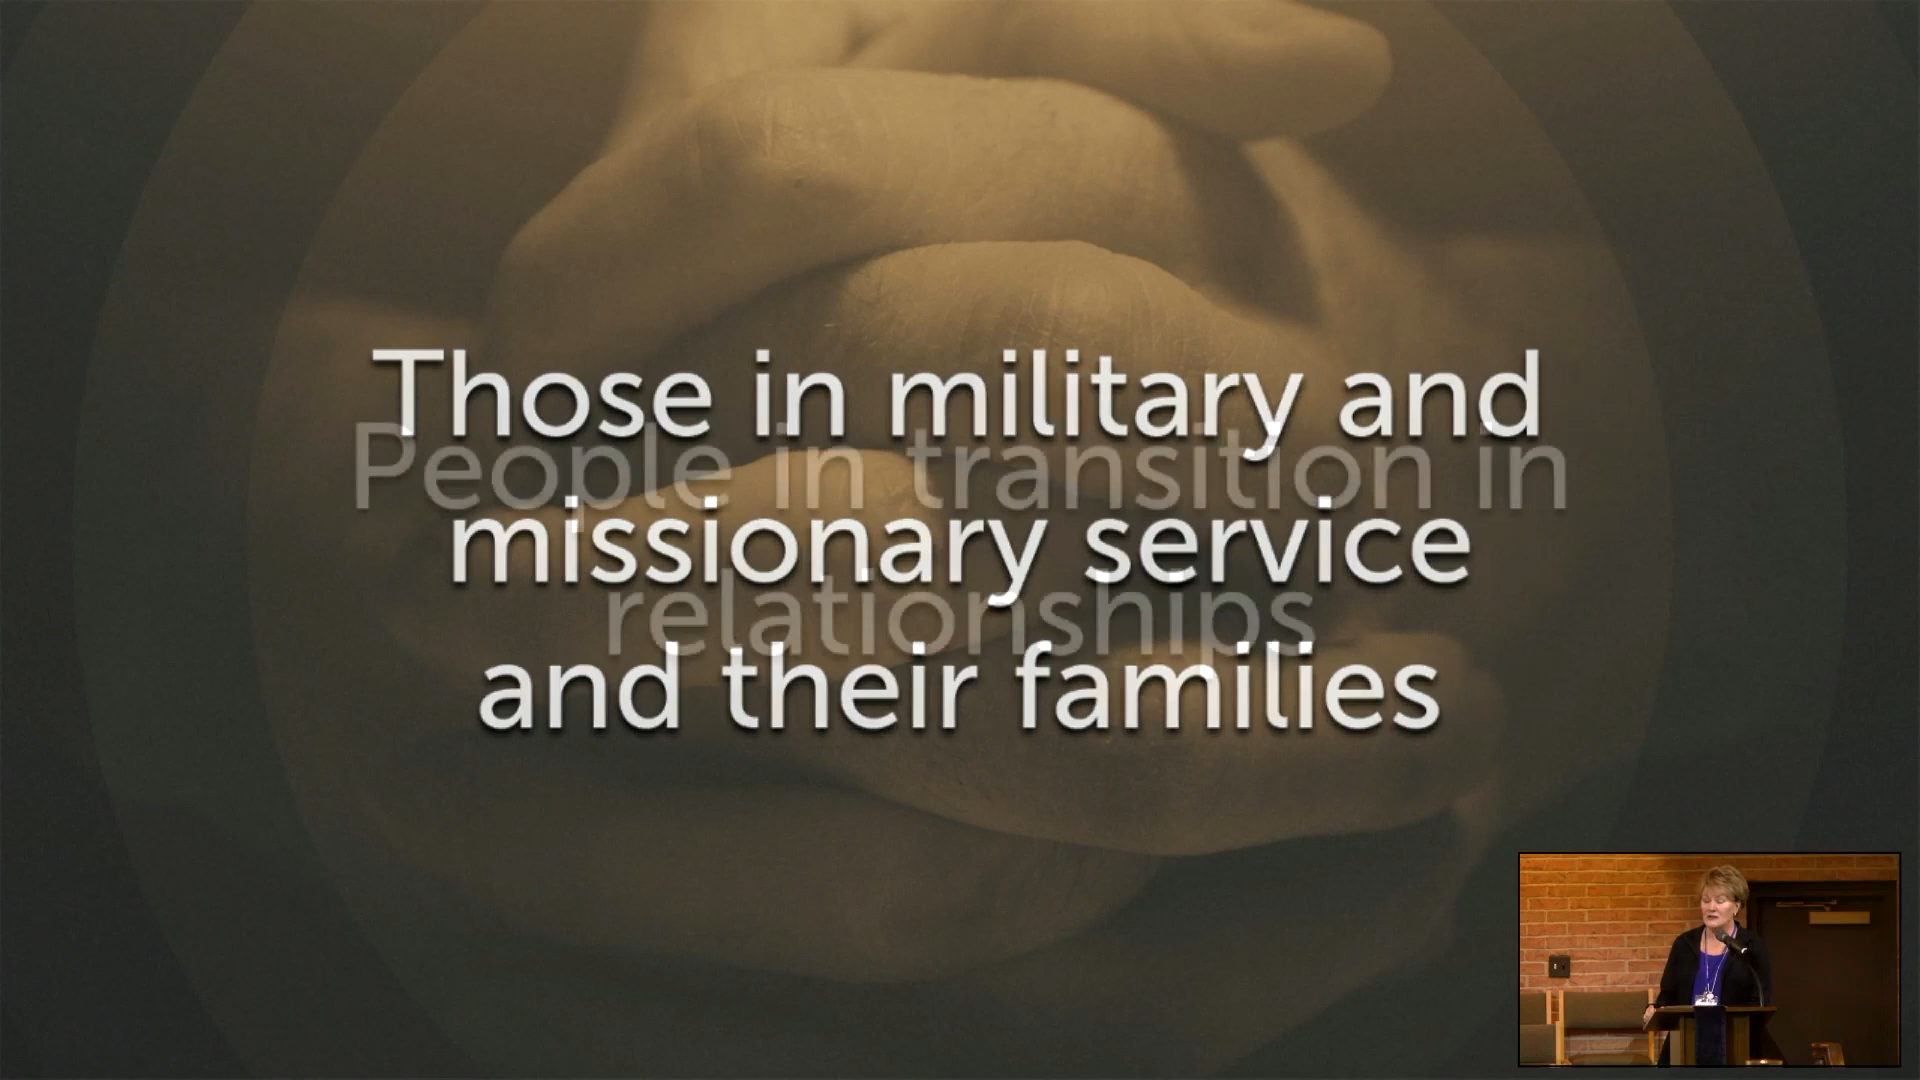 Those in military and
missionary service
and their families
People in transition in
relationships